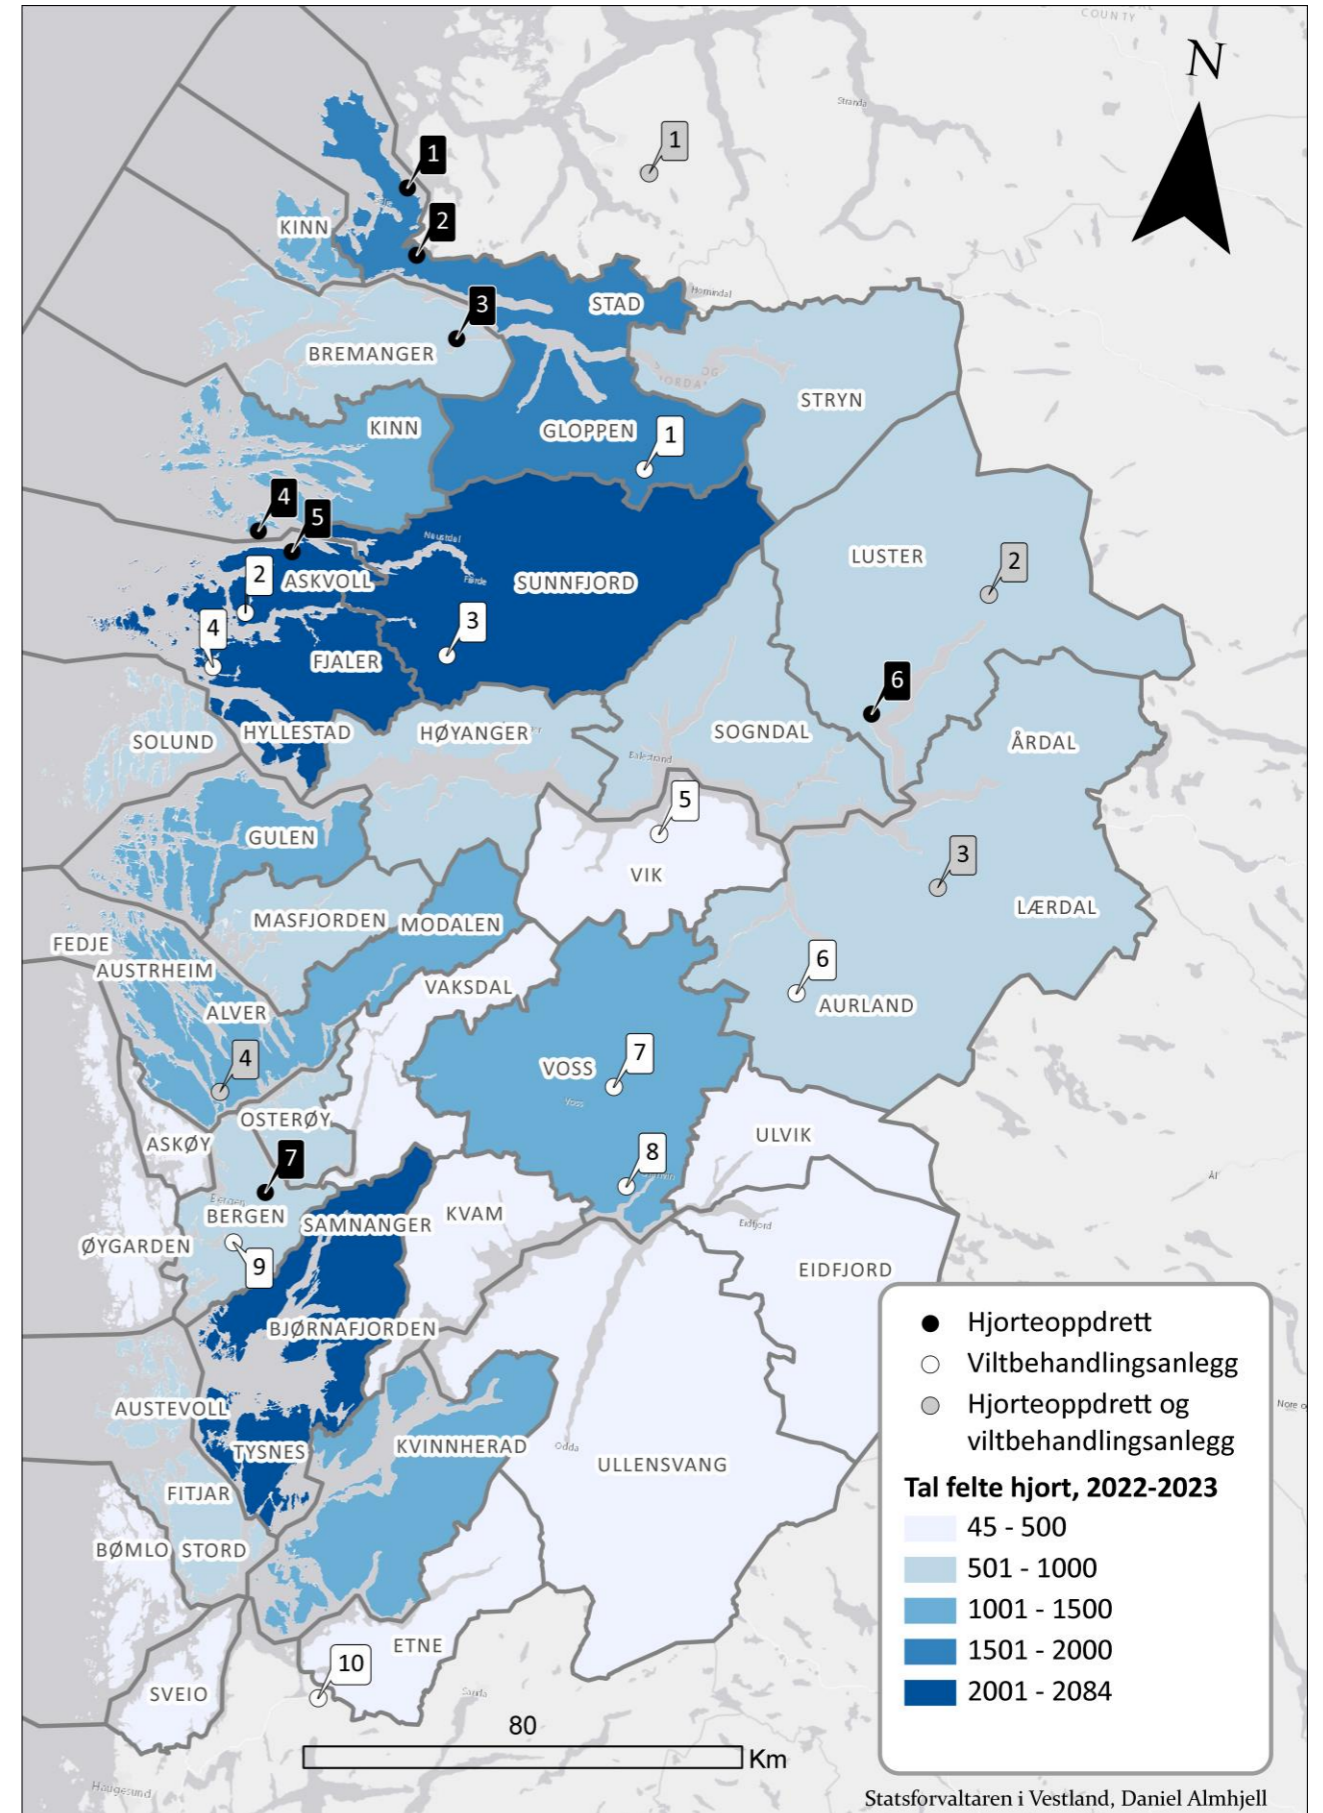 COUNTY
N
Stranda
1
1
2
KINN
Hornindal
3
STAD
BREMANGER
OG
STRYN
KINN
GLOPPEN
1
4
5
Naustdal
LUSTER
2
2
ASKVOLL
Førde
SUNNFJORD
4
3
FJALER
6
SOLUND
HYLLESTAD
HØYANGER
SOGNDAL
ÅRDAL
Balestrand
5
GULEN
3
VIK
MASFJORDEN
MODALEN
LÆRDAL
FEDJE
AUSTRHEIM
6
VAKSDAL
ALVER
AURLAND
4
7
VOSS
Voss
OSTERØY
ASKØY
ULVIK
7
8
Ål
Bergen
BERGEN
SAMNANGER
KVAM
Eidfjord
ØYGARDEN
9
EIDFJORD
BJØRNAFJORDEN
AUSTEVOLL
TYSNES
KVINNHERAD
Odda
ULLENSVANG
FITJAR
BØMLO
STORD
ETNE
10
SVEIO
Sauda
Haugesund
80
Km
Hjorteoppdrett
Viltbehandlingsanlegg
Hjorteoppdrett og
viltbehandlingsanlegg
Nore o
Tal felte hjort, 2022-2023
45 - 500
501 - 1000
1001 - 1500
1501 - 2000
2001 - 2084
Statsforvaltaren i Vestland, Daniel Almhjell